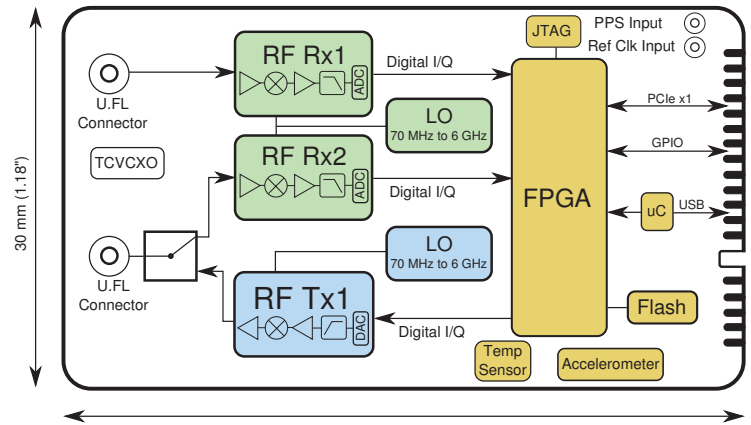 PPS Input
Ref Clk Input
JTAG
RF Rx1
ADC
Digital I/Q
U.FL
Connector
LO
70 MHz to 6 GHz
PCIe x1
TCVCXO
RF Rx2
ADC
Digital I/Q
GPIO
FPGA
uC
USB
30 mm (1.18")
U.FL
Connector
LO
70 MHz to 6 GHz
RF Tx1
DAC
Digital I/Q
Flash
Temp
Sensor
Accelerometer